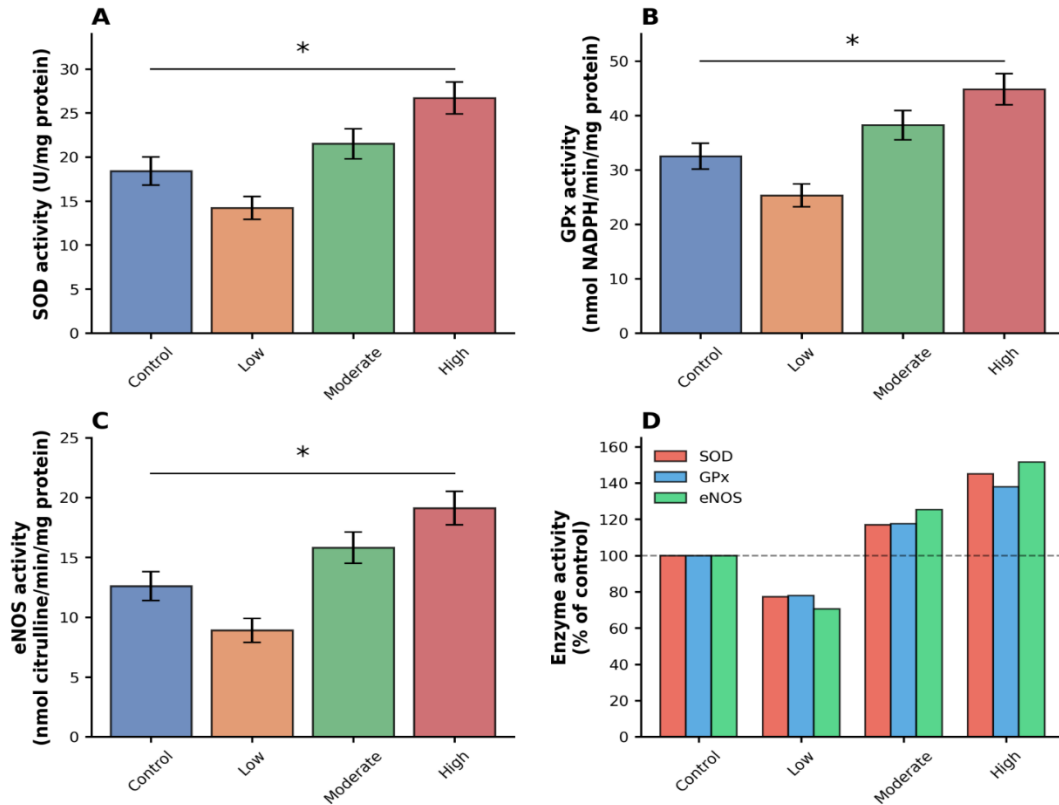 A
SOD activity (U/mg protein)
30
25
20
15
10
5
0
*
Control
Low
Moderate
High
B
GPx activity
(nmol NADPH/min/mg protein)
50
40
30
20
10
0
*
Control
Low
Moderate
High
C
eNOS activity
(nmol citrulline/min/mg protein)
25
20
15
10
5
0
*
Control
Low
Moderate
High
D
Enzyme activity
(% of control)
160
140
120
100
80
60
40
20
0
SOD
GPx
eNOS
Control
Low
Moderate
High